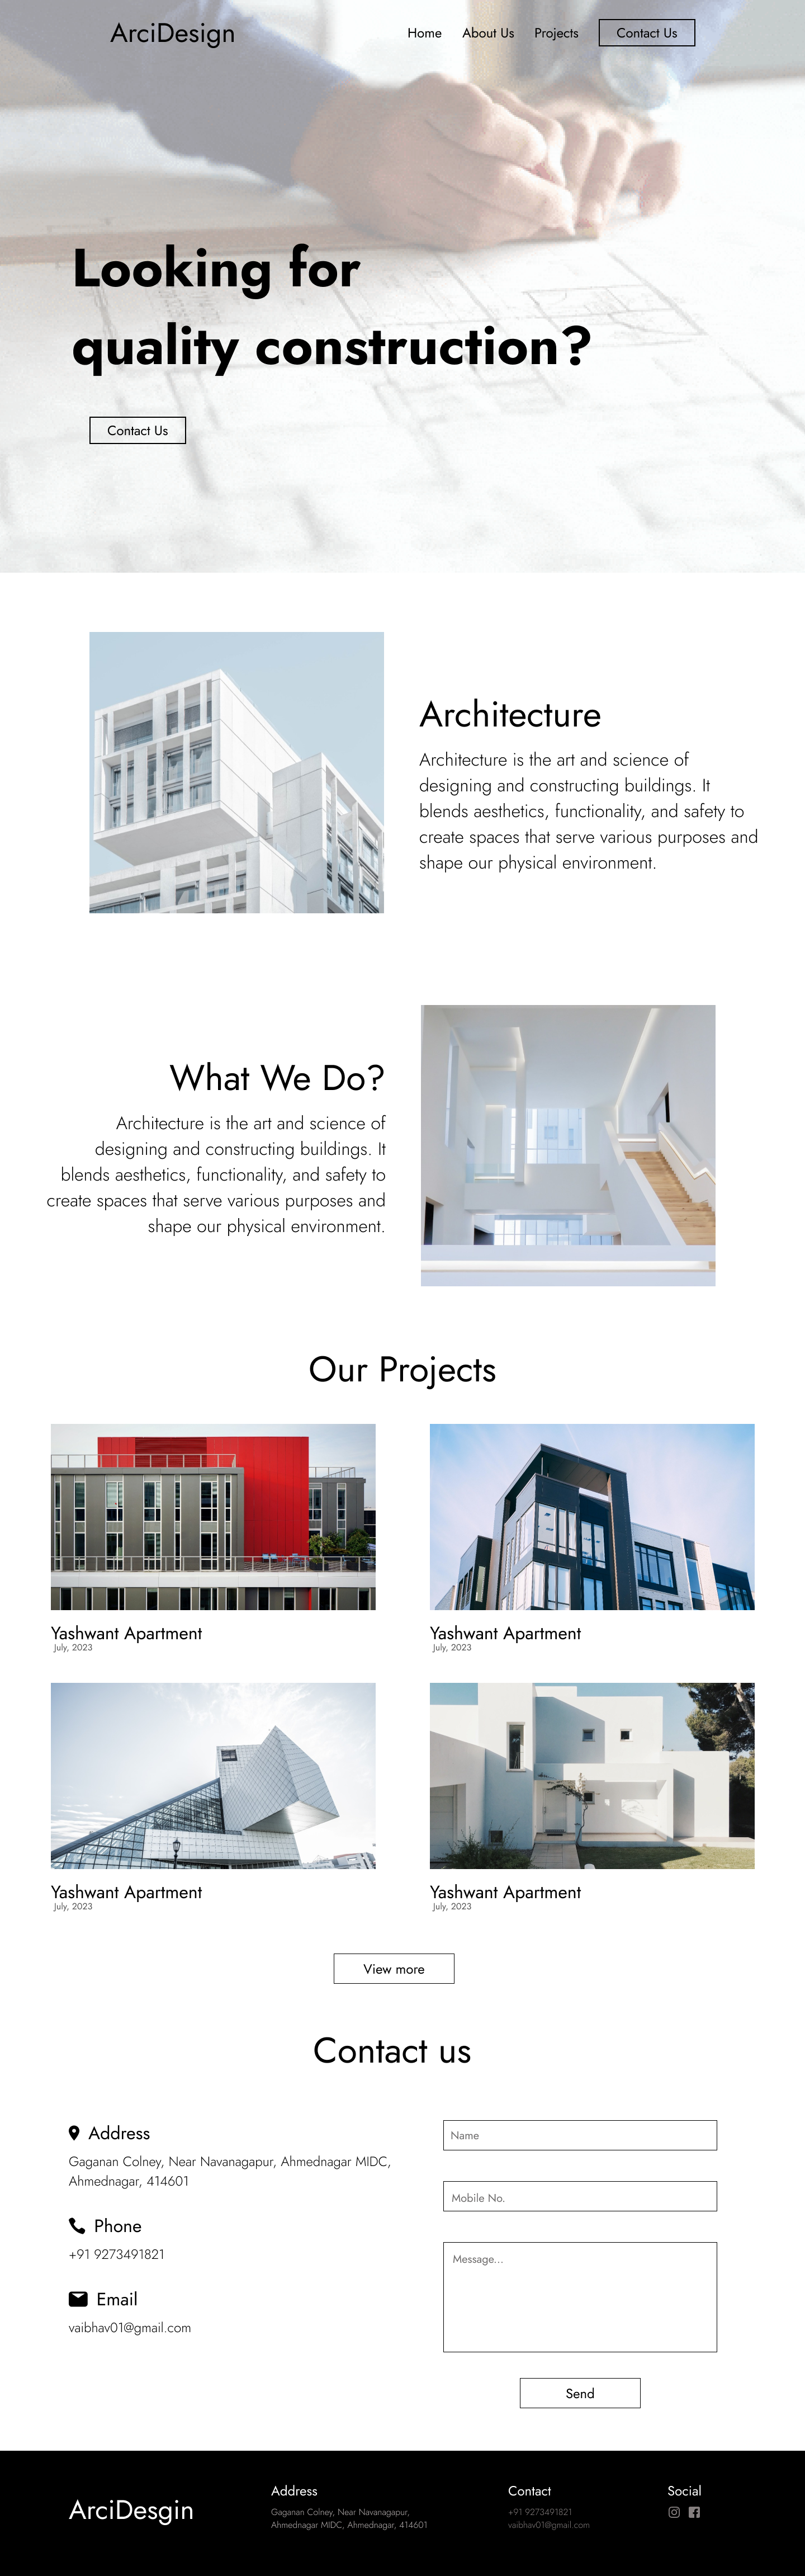 ArciDesign
Home
About Us
Projects
Contact Us
Looking for
quality construction?
Contact Us
Architecture
Architecture is the art and science of
designing and constructing buildings. It
blends aesthetics, functionality, and safety to
create spaces that serve various purposes and
shape our physical environment.
What We Do?
Architecture is the art and science of
designing and constructing buildings. It
blends aesthetics, functionality, and safety to
create spaces that serve various purposes and
shape our physical environment.
Our Projects
Yashwant Apartment
July, 2023
Yashwant Apartment
July, 2023
Yashwant Apartment
July, 2023
Yashwant Apartment
July, 2023
View more
Contact us
Address
Gaganan Colney, Near Navanagapur, Ahmednagar MIDC,
Ahmednagar, 414601
Phone
+91 9273491821
Email
vaibhav01@gmail.com
Name
Mobile No.
Message...
Send
ArciDesgin
Address
Gaganan Colney, Near Navanagapur,
Ahmednagar MIDC, Ahmednagar, 414601
Contact
+91 9273491821
vaibhav01@gmail.com
Social